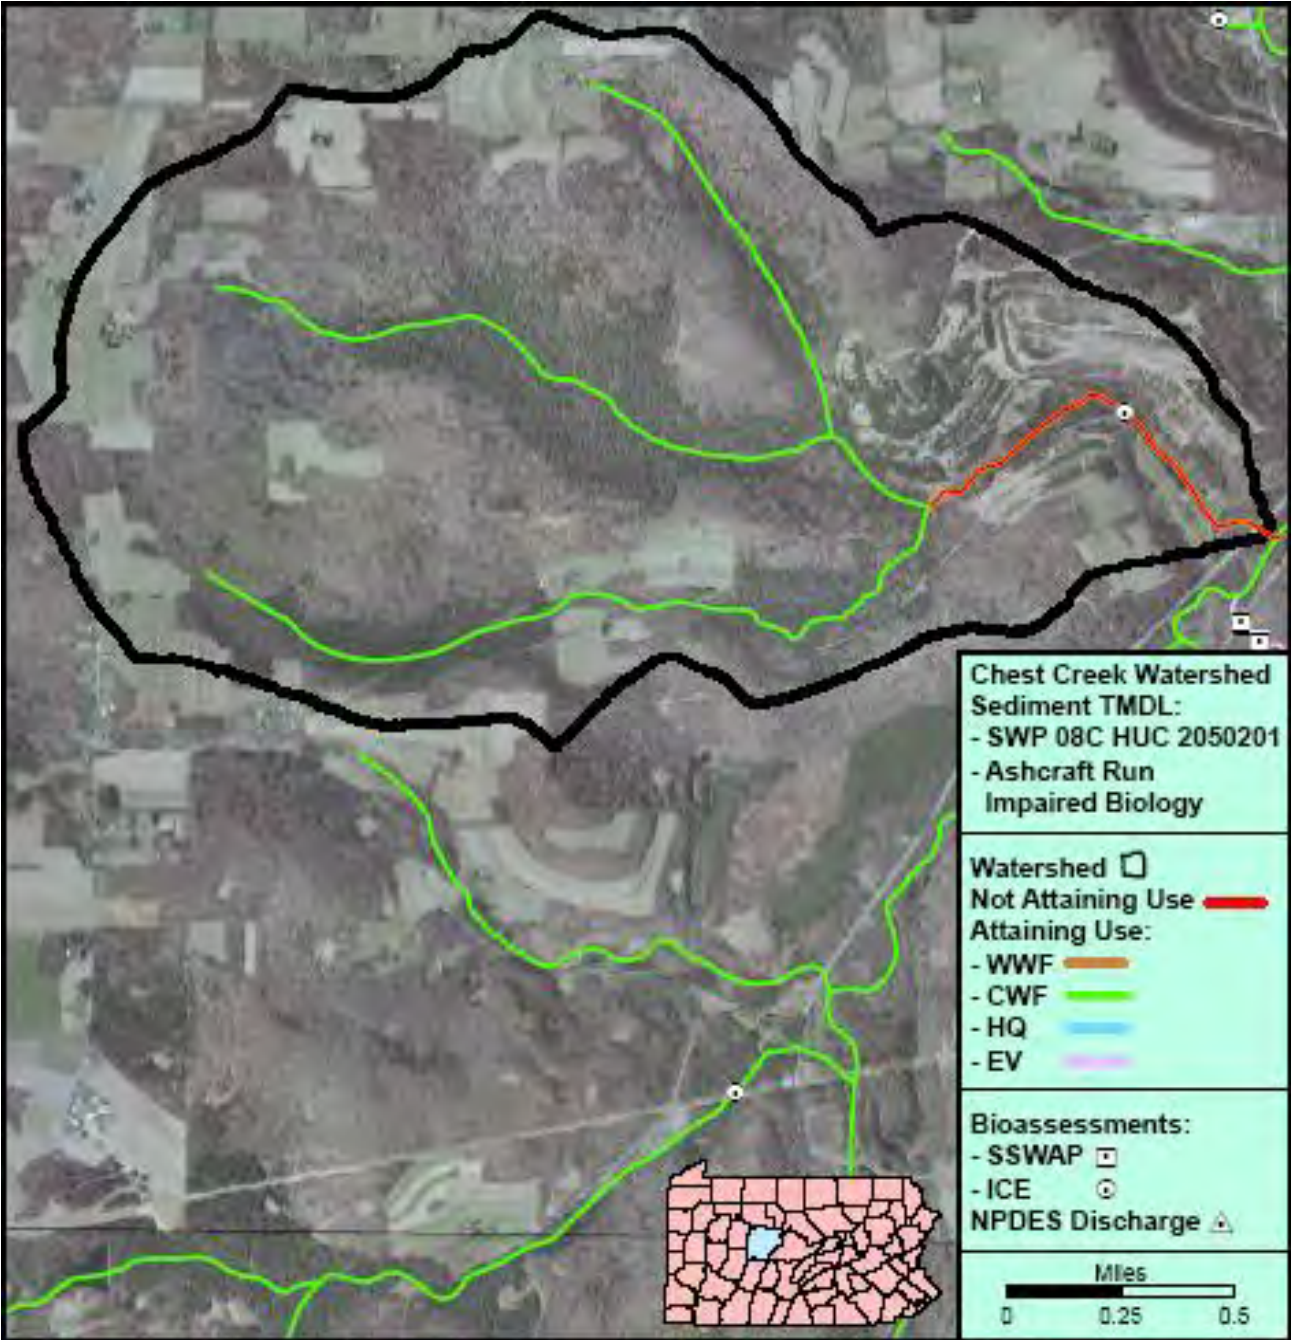 Chest Creek Watershed
Sediment TMDL:
- SWP 08C HUC 2050201
- Ashcraft Run
Impaired Biology
Watershed
Not Attaining Use
Attaining Use:
- WWF
- CWF
- HQ
- EV
Bioassessments:
- SSWAP
- ICE
NPDES Discharge
Miles
0 0.25 0.5